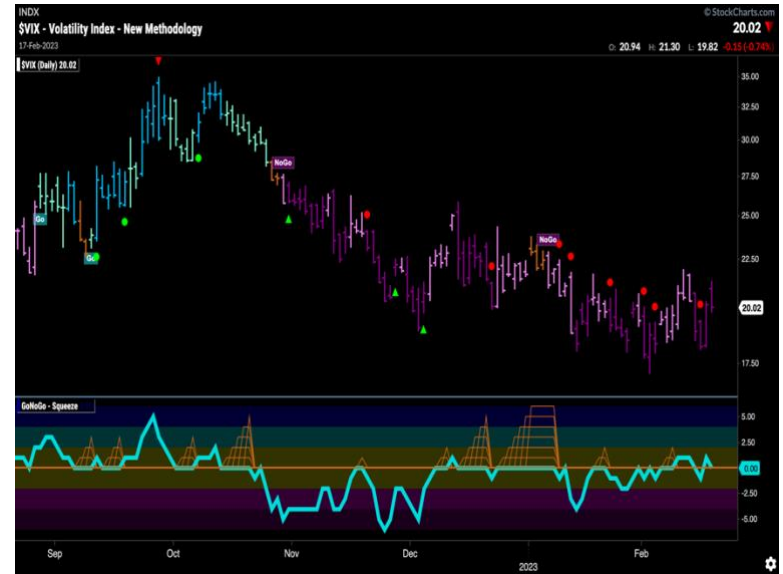 INDX
© StockCharts.com
$VIX - Volatility Index - New Methodology
20.02
17-Feb-2023
O: 20.94 H: 21.30 L: 19.82 -0.15 (-0.74%)
$VIX (Daily) 20.02
35.00
32.50
30.00
NoGo
27.50
Go
25.00
NoGo
Go
22.50
20.02
17.50
GoNoGo - Squeeze
5.00
2.50
0.00
-2.50
-5.00
Sep Oct Nov Dec Feb
2023